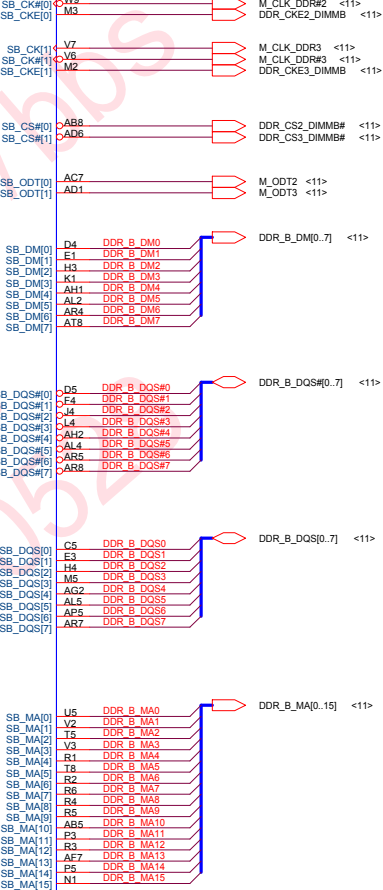 SB_CK#[0] W9 M_CLK_DDR#2 <11>
SB_CKE[0] M3 DDR_CKE2_DIMMB <11>
SB_CK[1] V7 M_CLK_DDR3 <11>
SB_CK#[1] V6 M_CLK_DDR#3 <11>
SB_CKE[1] M2 DDR_CKE3_DIMMB <11>
SB_CS#[0] AB8 DDR_CS2_DIMMB# <11>
SB_CS#[1] AD6 DDR_CS3_DIMMB# <11>
SB_ODT[0] AC7 M_ODT2 <11>
SB_ODT[1] AD1 M_ODT3 <11>
DDR_B_DM[0..7] <11>
SB_DM[0] D4 DDR_B_DM0
SB_DM[1] E1 DDR_B_DM1
SB_DM[2] H3 DDR_B_DM2
SB_DM[3] K1 DDR_B_DM3
SB_DM[4] AH1 DDR_B_DM4
SB_DM[5] AL2 DDR_B_DM5
SB_DM[6] AR4 DDR_B_DM6
SB_DM[7] AT8 DDR_B_DM7
DDR_B_DQS#[0..7] <11>
B_DQS#[0] D5 DDR_B_DQS#0
B_DQS#[1] F4 DDR_B_DQS#1
B_DQS#[2] J4 DDR_B_DQS#2
B_DQS#[3] L4 DDR_B_DQS#3
B_DQS#[4] AH2 DDR_B_DQS#4
B_DQS#[5] AL4 DDR_B_DQS#5
B_DQS#[6] AR5 DDR_B_DQS#6
B_DQS#[7] AR8 DDR_B_DQS#7
DDR_B_DQS[0..7] <11>
SB_DQS[0] C5 DDR_B_DQS0
SB_DQS[1] E3 DDR_B_DQS1
SB_DQS[2] H4 DDR_B_DQS2
SB_DQS[3] M5 DDR_B_DQS3
SB_DQS[4] AG2 DDR_B_DQS4
SB_DQS[5] AL5 DDR_B_DQS5
SB_DQS[6] AP5 DDR_B_DQS6
SB_DQS[7] AR7 DDR_B_DQS7
DDR_B_MA[0..15] <11>
SB_MA[0] U5 DDR_B_MA0
SB_MA[1] V2 DDR_B_MA1
SB_MA[2] T5 DDR_B_MA2
SB_MA[3] V3 DDR_B_MA3
SB_MA[4] R1 DDR_B_MA4
SB_MA[5] T8 DDR_B_MA5
SB_MA[6] R2 DDR_B_MA6
SB_MA[7] R6 DDR_B_MA7
SB_MA[8] R4 DDR_B_MA8
SB_MA[9] R5 DDR_B_MA9
SB_MA[10] AB5 DDR_B_MA10
SB_MA[11] P3 DDR_B_MA11
SB_MA[12] R3 DDR_B_MA12
SB_MA[13] AF7 DDR_B_MA13
SB_MA[14] P5 DDR_B_MA14
SB_MA[15] N1 DDR_B_MA15